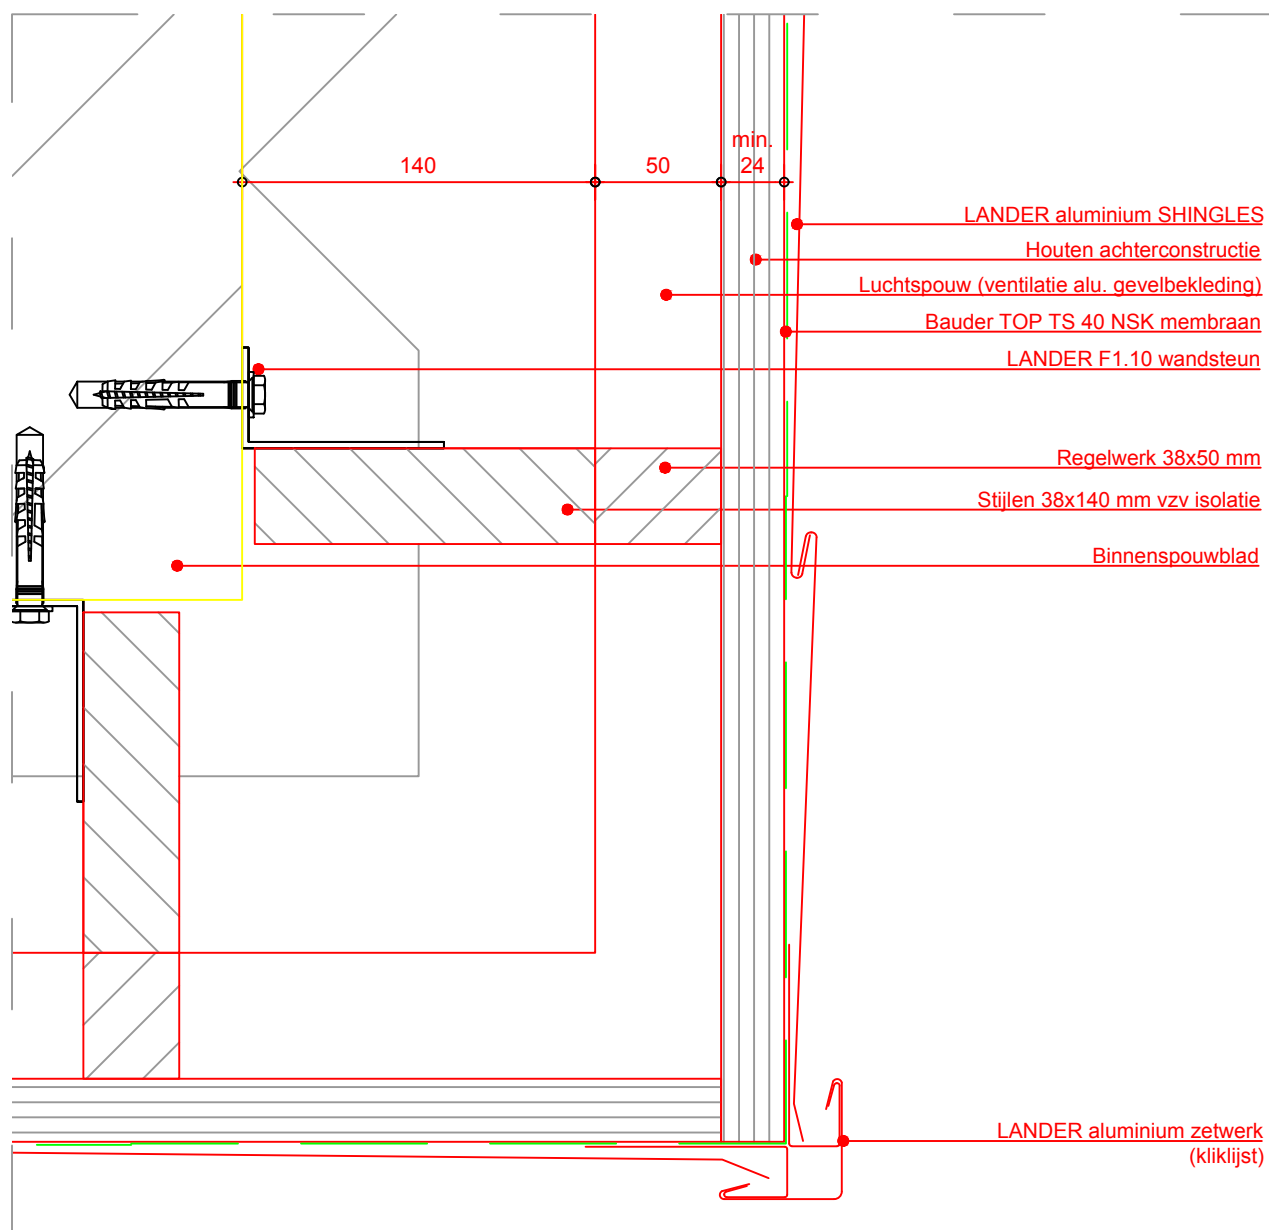 min.
140
50
24
LANDER aluminium SHINGLES
Houten achterconstructie
Luchtspouw (ventilatie alu. gevelbekleding)
Bauder TOP TS 40 NSK membraan
LANDER F1.10 wandsteun
Regelwerk 38x50 mm
Stijlen 38x140 mm vzv isolatie
Binnenspouwblad
LANDER aluminium zetwerk
(kliklijst)